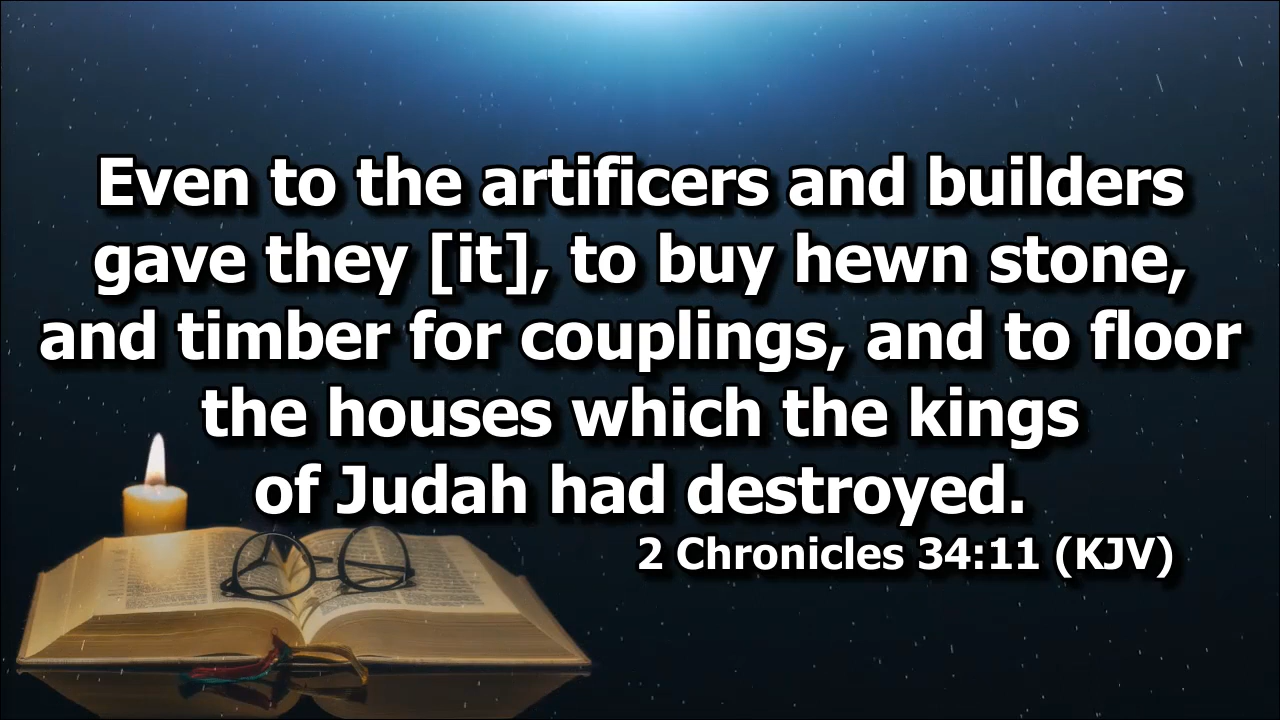 Even to the artificers and builders
gave they [it], to buy hewn stone,
and timber for couplings, and to floor
the houses which the kings
of Judah had destroyed.
2 Chronicles 34:11 (KJV)